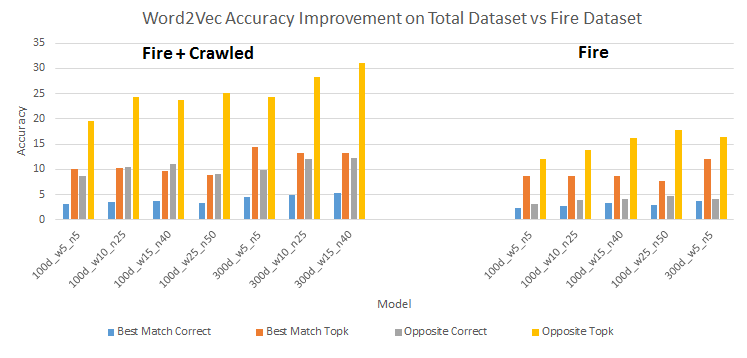 Word2Vec Accuracy Improvement on Total Dataset vs Fire Dataset
Fire + Crawled
Fire
35
30
25
20
15
10
5
0
Accuracy
100d_w5_n5
100d_w10_n25
100d_w15_n40
100d_w25_n50
300d_w5_n5
300d_w10_n25
300d_w15_n40
100d_w5_n5
100d_w10_n25
100d_w15_n40
100d_w25_n50
300d_w5_n5
Model
Best Match Correct
Best Match Topk
Opposite Correct
Opposite Topk